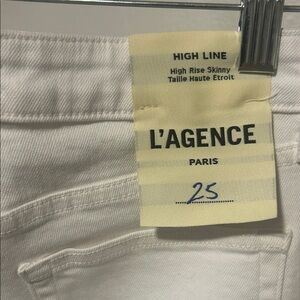 HIGH LINE
High Rise Skinny
Taille Haute Etroit
L'AGENCE
PARIS
25